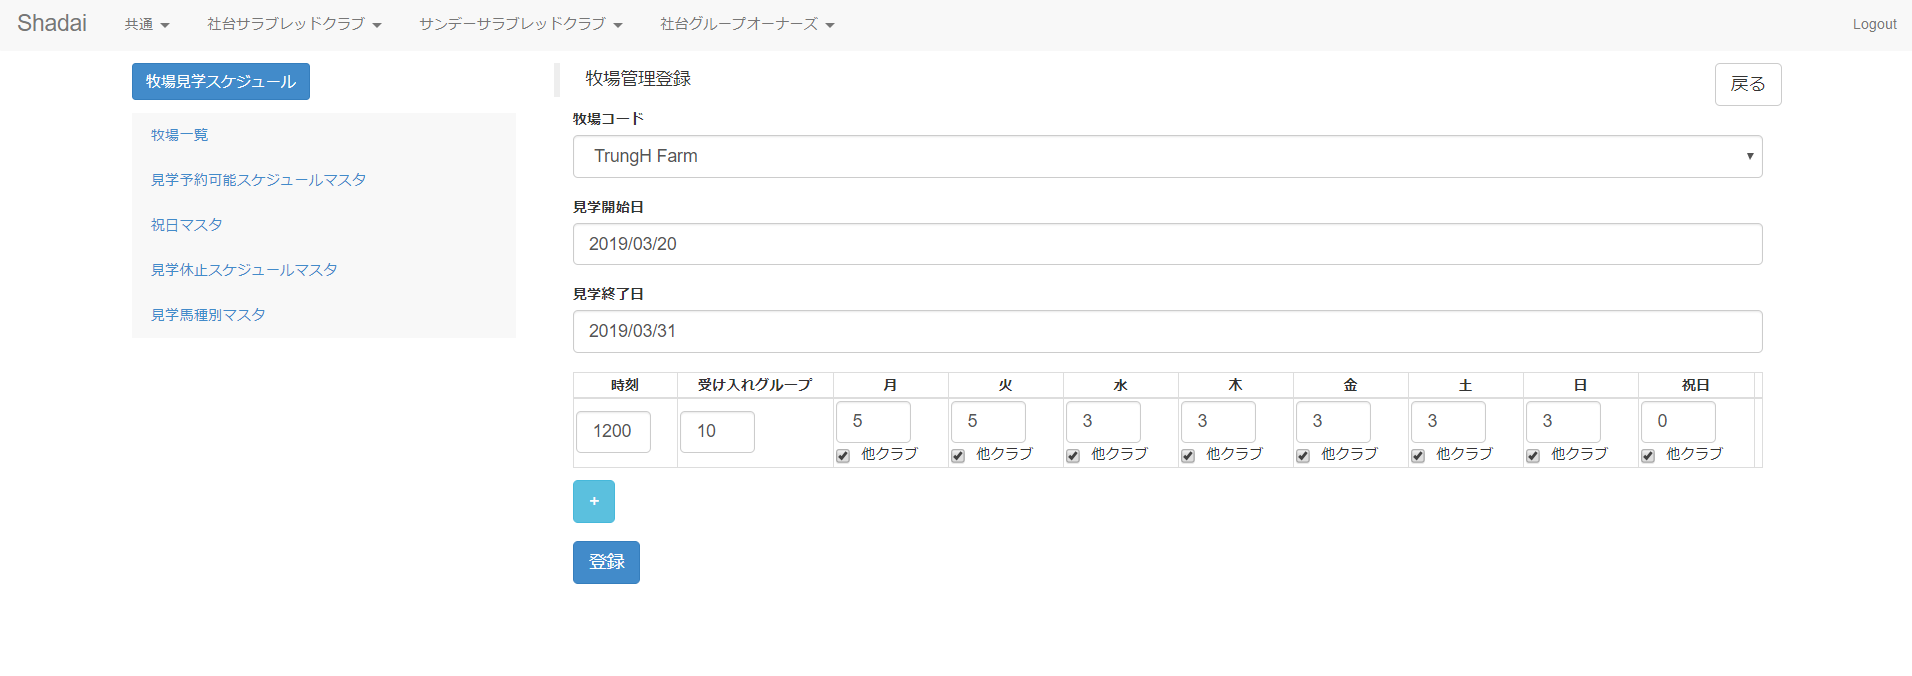 Shadai 共通 社台サラブレッドクラブ サンデーサラブレッドクラブ 社台グループオーナーズ Logout
牧場見学スケジュール
牧場一覧
見学予約可能スケジュールマスタ
祝日マスタ
見学休止スケジュールマスタ
見学馬種別マスタ
牧場管理登録
戻る
牧場コード
TrungH Farm
見学開始日
2019/03/20
見学終了日
2019/03/31
時刻 受け入れグループ 月 火 水 木 金 土 日 祝日
1200 10 5 5 3 3 3 3 3 0
他クラブ 他クラブ 他クラブ 他クラブ 他クラブ 他クラブ 他クラブ 他クラブ
+
登録